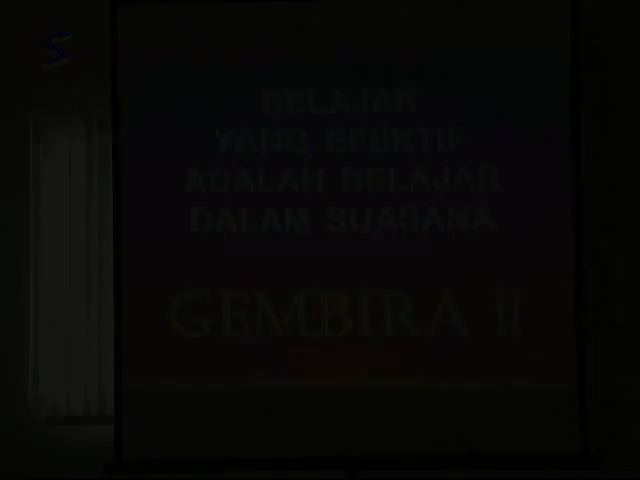 BELAJAR
YANG EFEKTIF
ADALAH BELAJAR
DALAM SUASANA
GEMBIRA !!